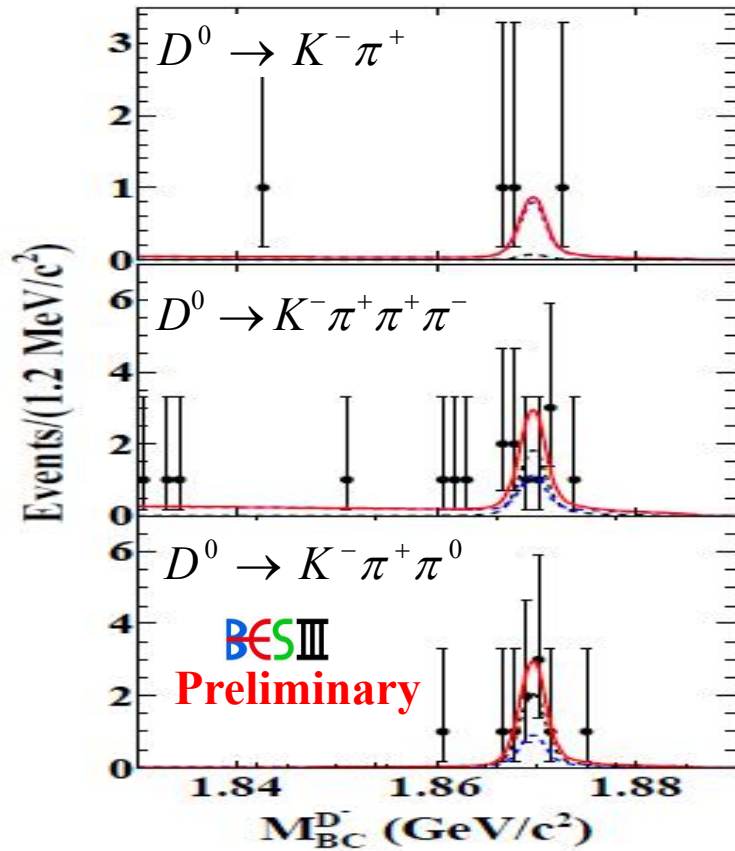 D⁰ → K⁻π⁺
3
2
1
0
D⁰ → K⁻π⁺π⁺π⁻
6
4
2
0
D⁰ → K⁻π⁺π⁰
6
4
2
0
BESIII
Preliminary
1.84 1.86 1.88
M_BC^D⁻ (GeV/c²)
Events/(1.2 MeV/c²)